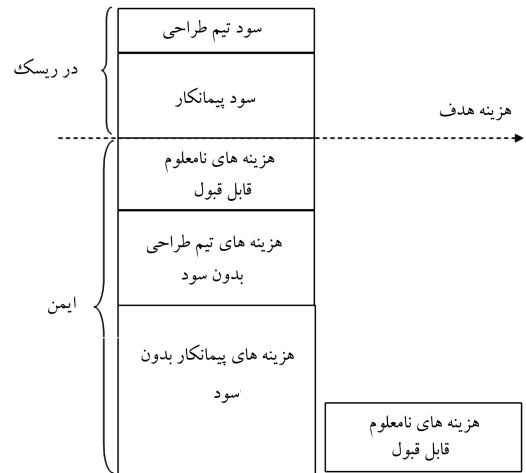 سود تیم طراحی
در ریسک
سود پیمانکار
هزینه هدف
هزینه های نامعلوم
قابل قبول
هزینه های تیم طراحی
بدون سود
ایمن
هزینه های پیمانکار بدون
سود
هزینه های نامعلوم
قابل قبول